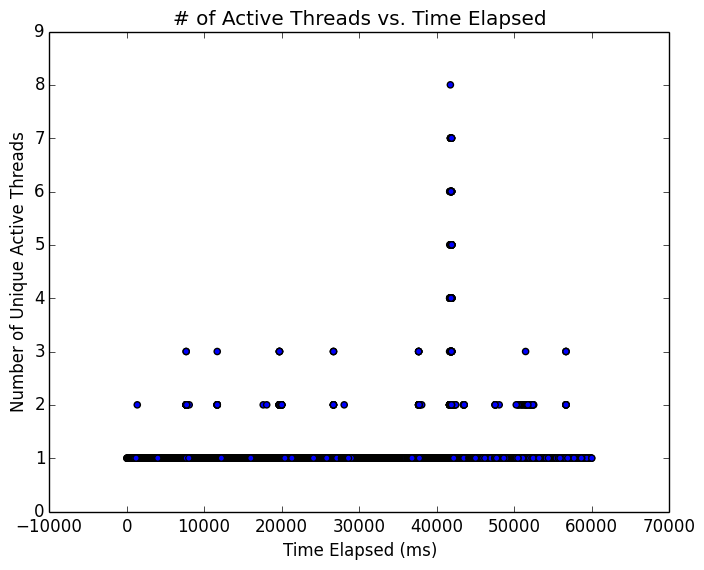 # of Active Threads vs. Time Elapsed
Number of Unique Active Threads
9
8
7
6
5
4
3
2
1
0
−10000 0 10000 20000 30000 40000 50000 60000 70000
Time Elapsed (ms)